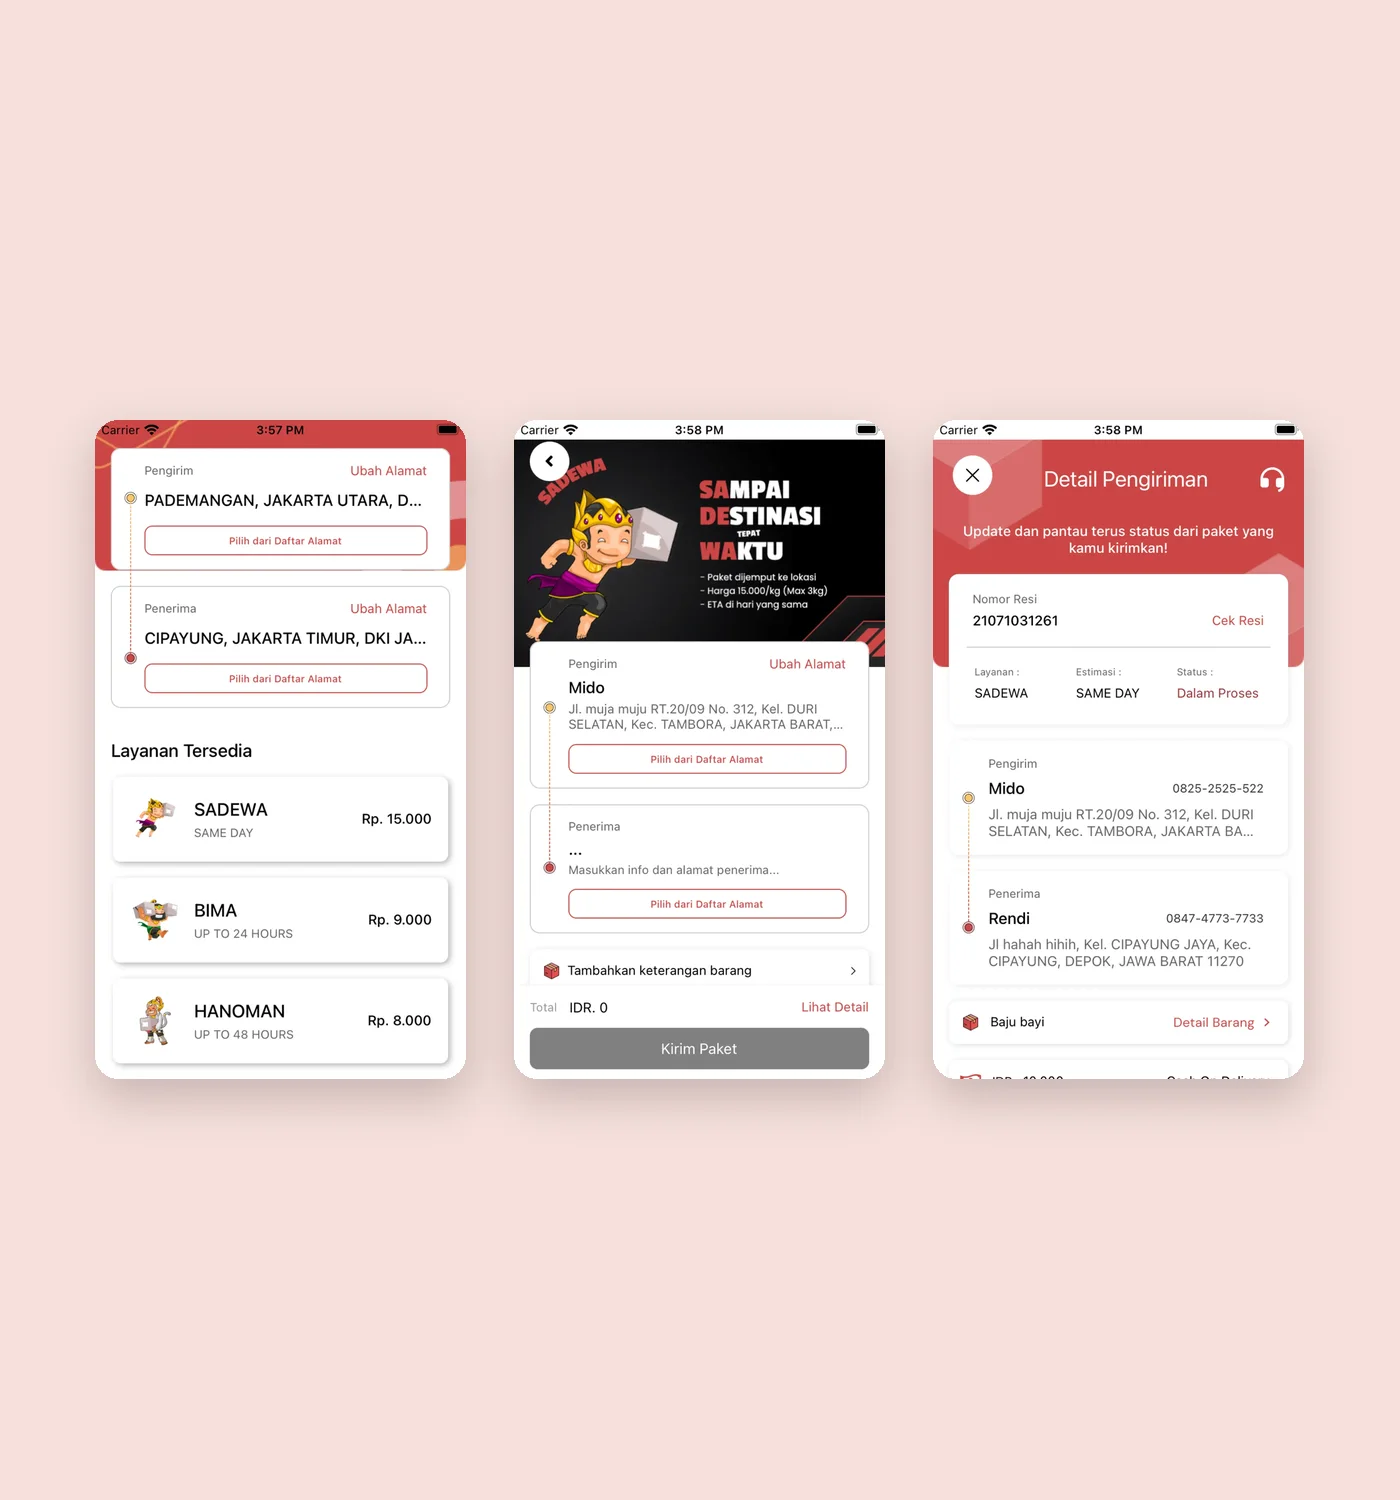 Carrier 3:57 PM
Pengirim Ubah Alamat
PADEMANGAN, JAKARTA UTARA, D...
Pilih dari Daftar Alamat
Penerima Ubah Alamat
CIPAYUNG, JAKARTA TIMUR, DKI JA...
Pilih dari Daftar Alamat
Layanan Tersedia
SADEWA
SAME DAY
Rp. 15.000
BIMA
UP TO 24 HOURS
Rp. 9.000
HANOMAN
UP TO 48 HOURS
Rp. 8.000
Carrier 3:58 PM
SADEWA
SAMPAI
DESTINASI
TEPAT
WAKTU
- Paket dijemput ke lokasi
- Harga 15.000/kg (Max 3kg)
- ETA di hari yang sama
Pengirim Ubah Alamat
Mido
Jl. muja muju RT.20/09 No. 312, Kel. DURI
SELATAN, Kec. TAMBORA, JAKARTA BARAT,...
Pilih dari Daftar Alamat
Penerima
...
Masukkan info dan alamat penerima...
Pilih dari Daftar Alamat
Tambahkan keterangan barang
Total IDR. 0 Lihat Detail
Kirim Paket
Carrier 3:58 PM
Detail Pengiriman
Update dan pantau terus status dari paket yang
kamu kirimkan!
Nomor Resi
21071031261 Cek Resi
Layanan : Estimasi : Status :
SADEWA SAME DAY Dalam Proses
Pengirim
Mido 0825-2525-522
Jl. muja muju RT.20/09 No. 312, Kel. DURI
SELATAN, Kec. TAMBORA, JAKARTA BA...
Penerima
Rendi 0847-4773-7733
Jl hahah hihih, Kel. CIPAYUNG JAYA, Kec.
CIPAYUNG, DEPOK, JAWA BARAT 11270
Baju bayi Detail Barang